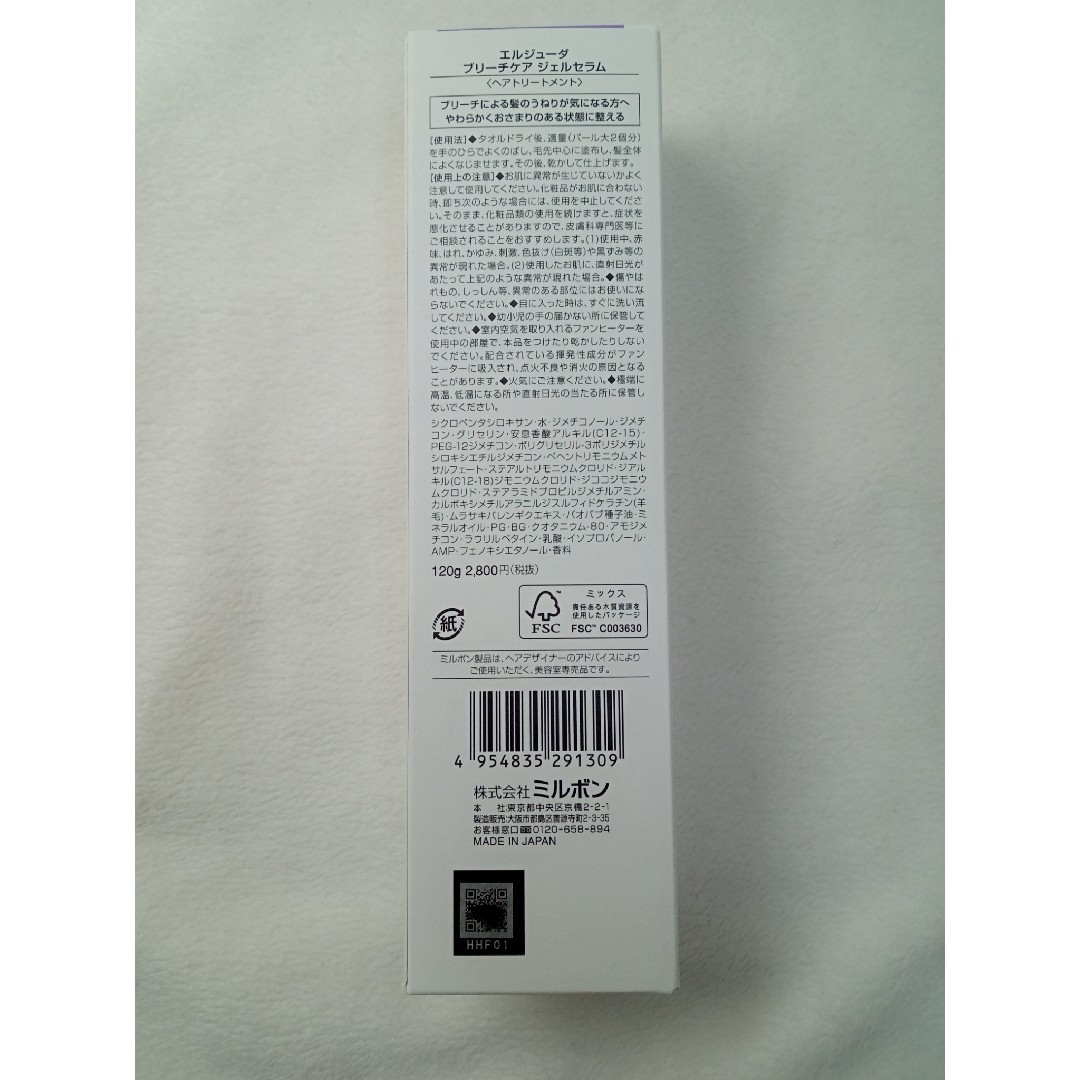 エルジューダ
ブリーチケア ジェルセラム
〈ヘアトリートメント〉
ブリーチによる髪のうねりが気になる方へ
やわらかくおさまりのある状態に整える
[使用法]◆タオルドライ後、適量(パール大2個分)
を手のひらでよくのばし、毛先中心に塗布し、髪全体
によくなじませます。その後、乾かして仕上げます。
[使用上の注意]◆お肌に異常が生じていないかよく
注意して使用してください。化粧品がお肌に合わない
時、即ち次のような場合には、使用を中止してくださ
い。そのまま、化粧品類の使用を続けますと、症状を
悪化させることがありますので、皮膚科専門医等に
ご相談されることをおすすめします。(1)使用中、赤
味、はれ、かゆみ、刺激、色抜け(白斑等)や黒ずみ等の
異常が現れた場合。(2)使用したお肌に、直射日光が
あたって上記のような異常が現れた場合。◆傷やは
れもの、しっしん等、異常のある部位にはお使いにな
らないでください。◆目に入った時は、すぐに洗い流
してください。◆幼小児の手の届かない所に保管して
ください。◆室内空気を取り入れるファンヒーターを
使用中の部屋で、本品をつけたり乾かしたりしない
でください。配合されている揮発性成分がファン
ヒーターに吸入され、点火不良や消火の原因となる
ことがあります。◆火気にご注意ください。◆極端に
高温、低温になる所や直射日光の当たる所に保管し
ないでください。
シクロペンタシロキサン・水・ジメチコノール・ジメチ
コン・グリセリン・安息香酸アルキル(C12-15)・
PEG-12ジメチコン・ポリグリセリル-3ポリジメチル
シロキシエチルジメチコン・ベヘントリモニウムメト
サルフェート・ステアルトリモニウムクロリド・ジアル
キル(C12-18)ジモニウムクロリド・ジココジモニウ
ムクロリド・ステアラミドプロピルジメチルアミン・
カルボキシメチルアラニルジスルフィドケラチン(羊
毛)・ムラサキバレンギクエキス・バオバブ種子油・ミ
ネラルオイル・PG・BG・クオタニウム-80・アモジメ
チコン・ラウリルベタイン・乳酸・イソプロパノール・
AMP・フェノキシエタノール・香料
120g 2,800円(税抜)
紙
FSC
ミックス
責任ある木質資源を
使用したパッケージ
FSC™ C003630
ミルボン製品は、ヘアデザイナーのアドバイスにより
ご使用いただく、美容室専売品です。
4 954835 291309
株式会社ミルボン
本 社:東京都中央区京橋2-2-1
製造販売:大阪市都島区善源寺町2-3-35
お客様窓口 0120-658-894
MADE IN JAPAN
HHF01